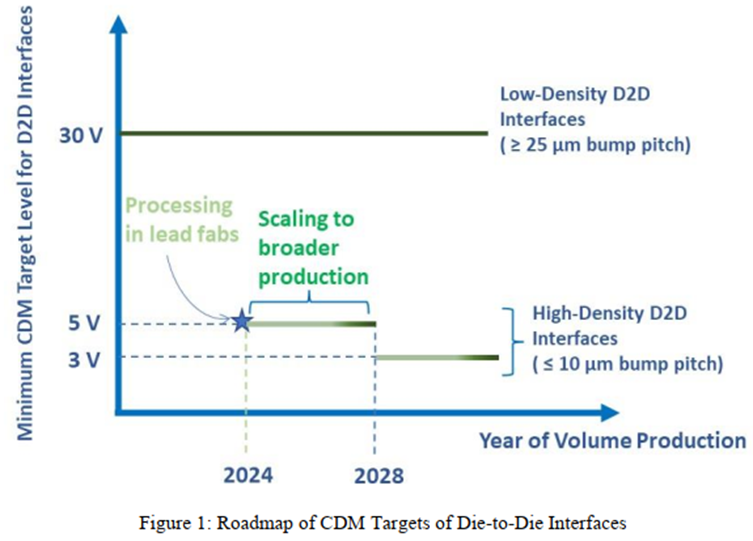 Minimum CDM Target Level for D2D Interfaces
30 V
Low-Density D2D
Interfaces
( ≥ 25 µm bump pitch)
Processing
in lead fabs
Scaling to
broader
production
5 V
3 V
High-Density D2D
Interfaces
( ≤ 10 µm bump pitch)
Year of Volume Production
2024
2028
Figure 1: Roadmap of CDM Targets of Die-to-Die Interfaces